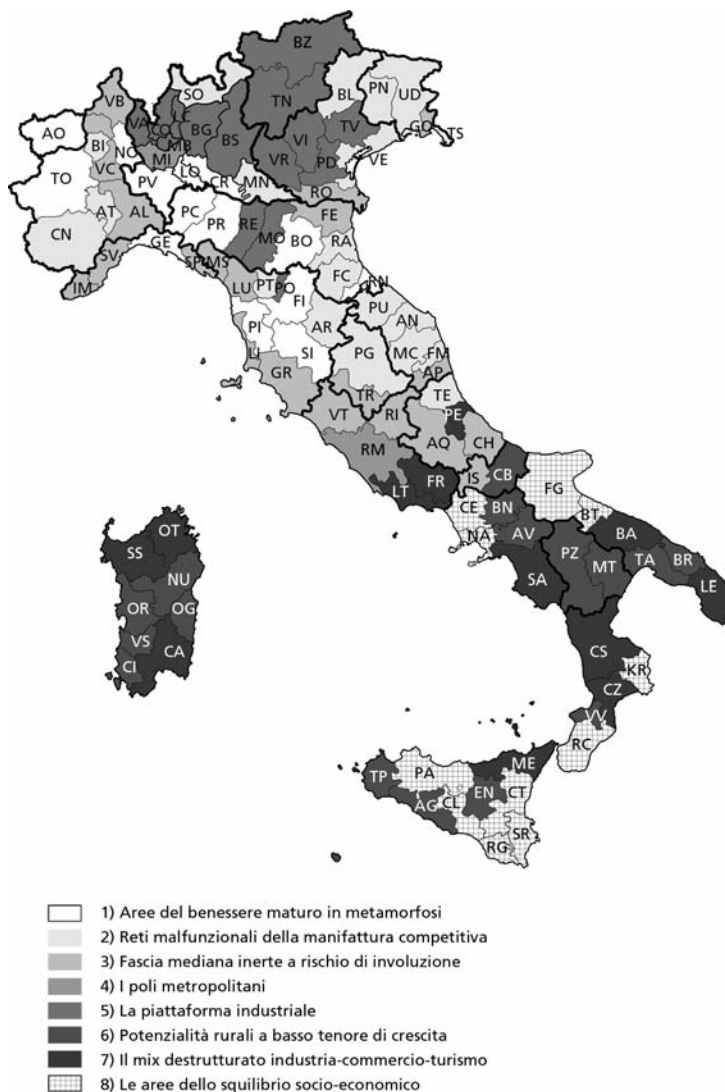 BZ
SO
TN
BL
PN
UD
VB
VA
LC
CO
BG
BS
TV
GO
TS
AO
BI
NO
MB
MI
VI
VR
PD
VE
TO
VC
PV
LO
CR
MN
RO
AT
AL
PC
PR
RE
MO
FE
CN
GE
BO
RA
SV
SP
MS
FC
IM
LU
PT
PO
FI
RN
PU
AN
PI
AR
LI
SI
PG
MC
FM
AP
GR
TR
TE
VT
RI
PE
AQ
CH
RM
IS
CB
LT
FR
FG
CE
BN
BT
NA
AV
BA
OT
SS
SA
PZ
MT
TA
BR
LE
NU
OR
OG
VS
CA
CI
CS
KR
CZ
VV
RC
ME
TP
PA
EN
CT
AG
CL
SR
RG
1) Aree del benessere maturo in metamorfosi
2) Reti malfunzionali della manifattura competitiva
3) Fascia mediana inerte a rischio di involuzione
4) I poli metropolitani
5) La piattaforma industriale
6) Potenzialità rurali a basso tenore di crescita
7) Il mix destrutturato industria-commercio-turismo
8) Le aree dello squilibrio socio-economico